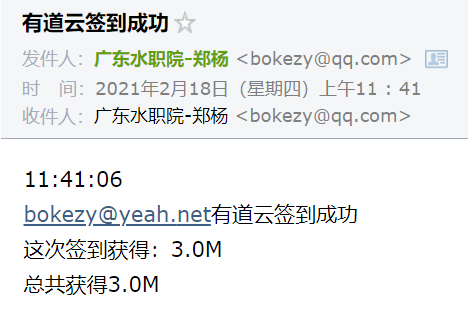 有道云签到成功
发件人：广东水职院-郑杨 <bokezy@qq.com>
时　间：2021年2月18日（星期四）上午11：41
收件人：广东水职院-郑杨 <bokezy@qq.com>
11:41:06
bokezy@yeah.net有道云签到成功
这次签到获得：3.0M
总共获得3.0M